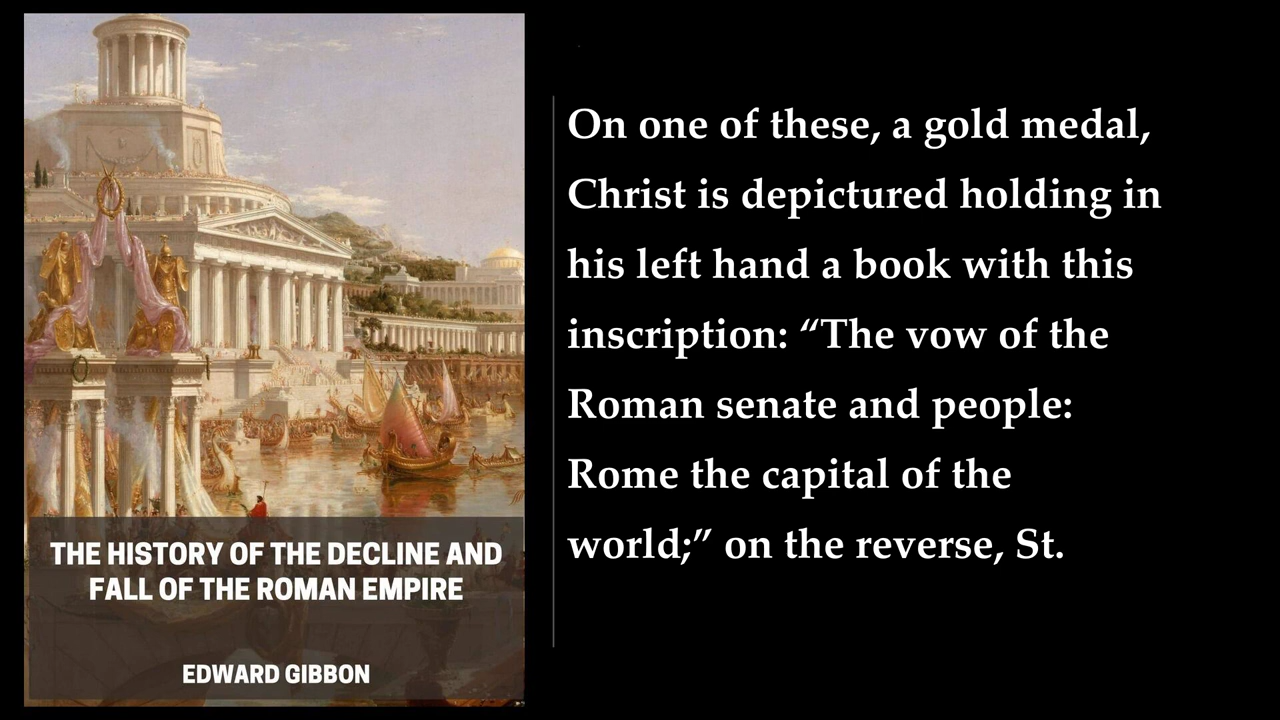 THE HISTORY OF THE DECLINE AND
FALL OF THE ROMAN EMPIRE
EDWARD GIBBON
On one of these, a gold medal,
Christ is depictured holding in
his left hand a book with this
inscription: “The vow of the
Roman senate and people:
Rome the capital of the
world;” on the reverse, St.